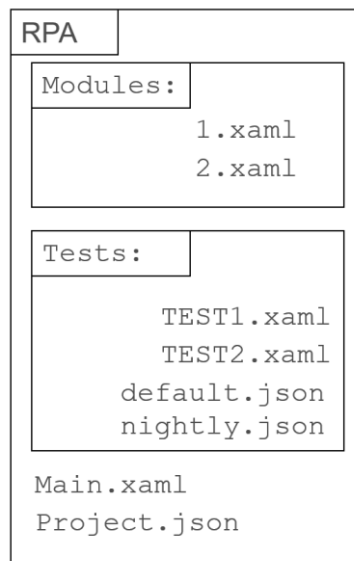 RPA
Modules:
1.xaml
2.xaml
Tests:
TEST1.xaml
TEST2.xaml
default.json
nightly.json
Main.xaml
Project.json